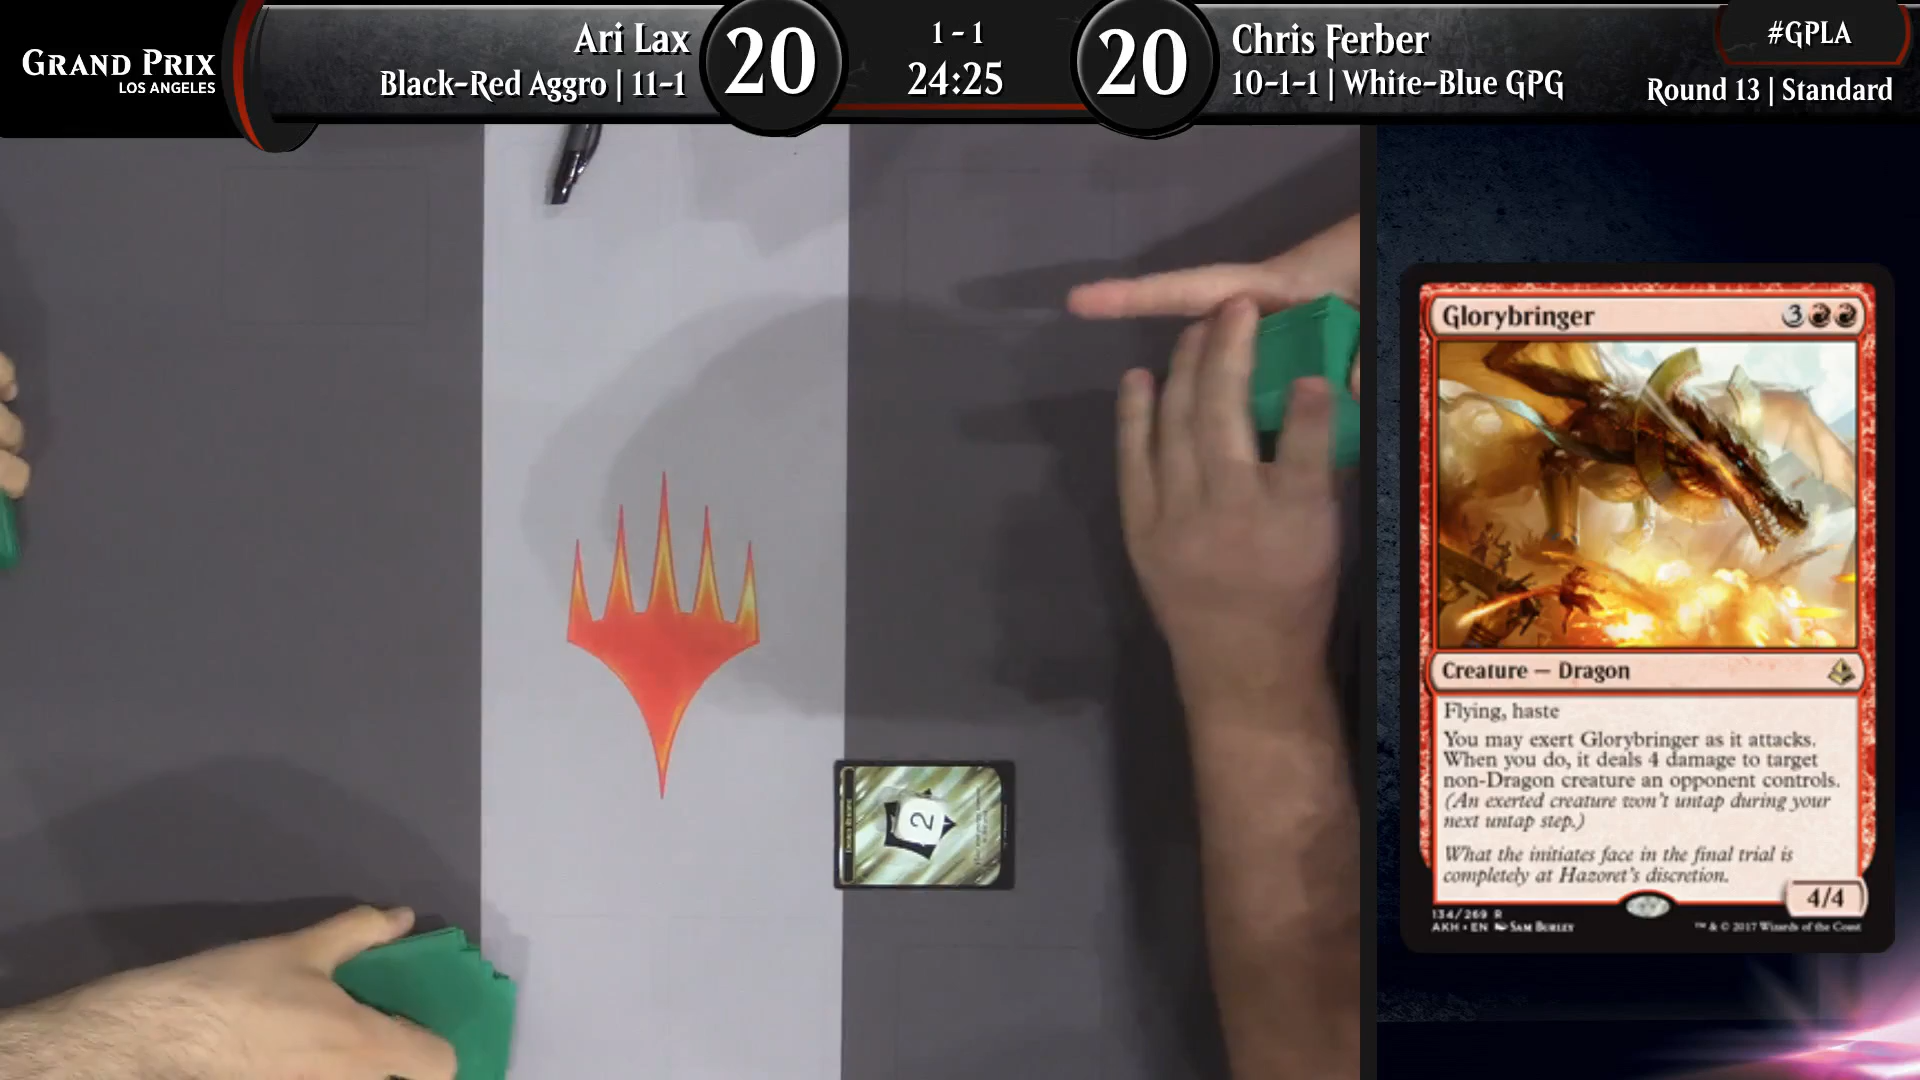 GRAND PRIX
LOS ANGELES
Ari Lax
Black-Red Aggro | 11-1
20
1 - 1
24:25
20
Chris Ferber
10-1-1 | White-Blue GPG
#GPLA
Round 13 | Standard
2
Glorybringer 3
Creature — Dragon
Flying, haste
You may exert Glorybringer as it attacks.
When you do, it deals 4 damage to target
non-Dragon creature an opponent controls.
(An exerted creature won't untap during your
next untap step.)
What the initiates face in the final trial is
completely at Hazoret's discretion.
4/4
134/269 R
AKH • EN SAM BURLEY
™ & © 2017 Wizards of the Coast